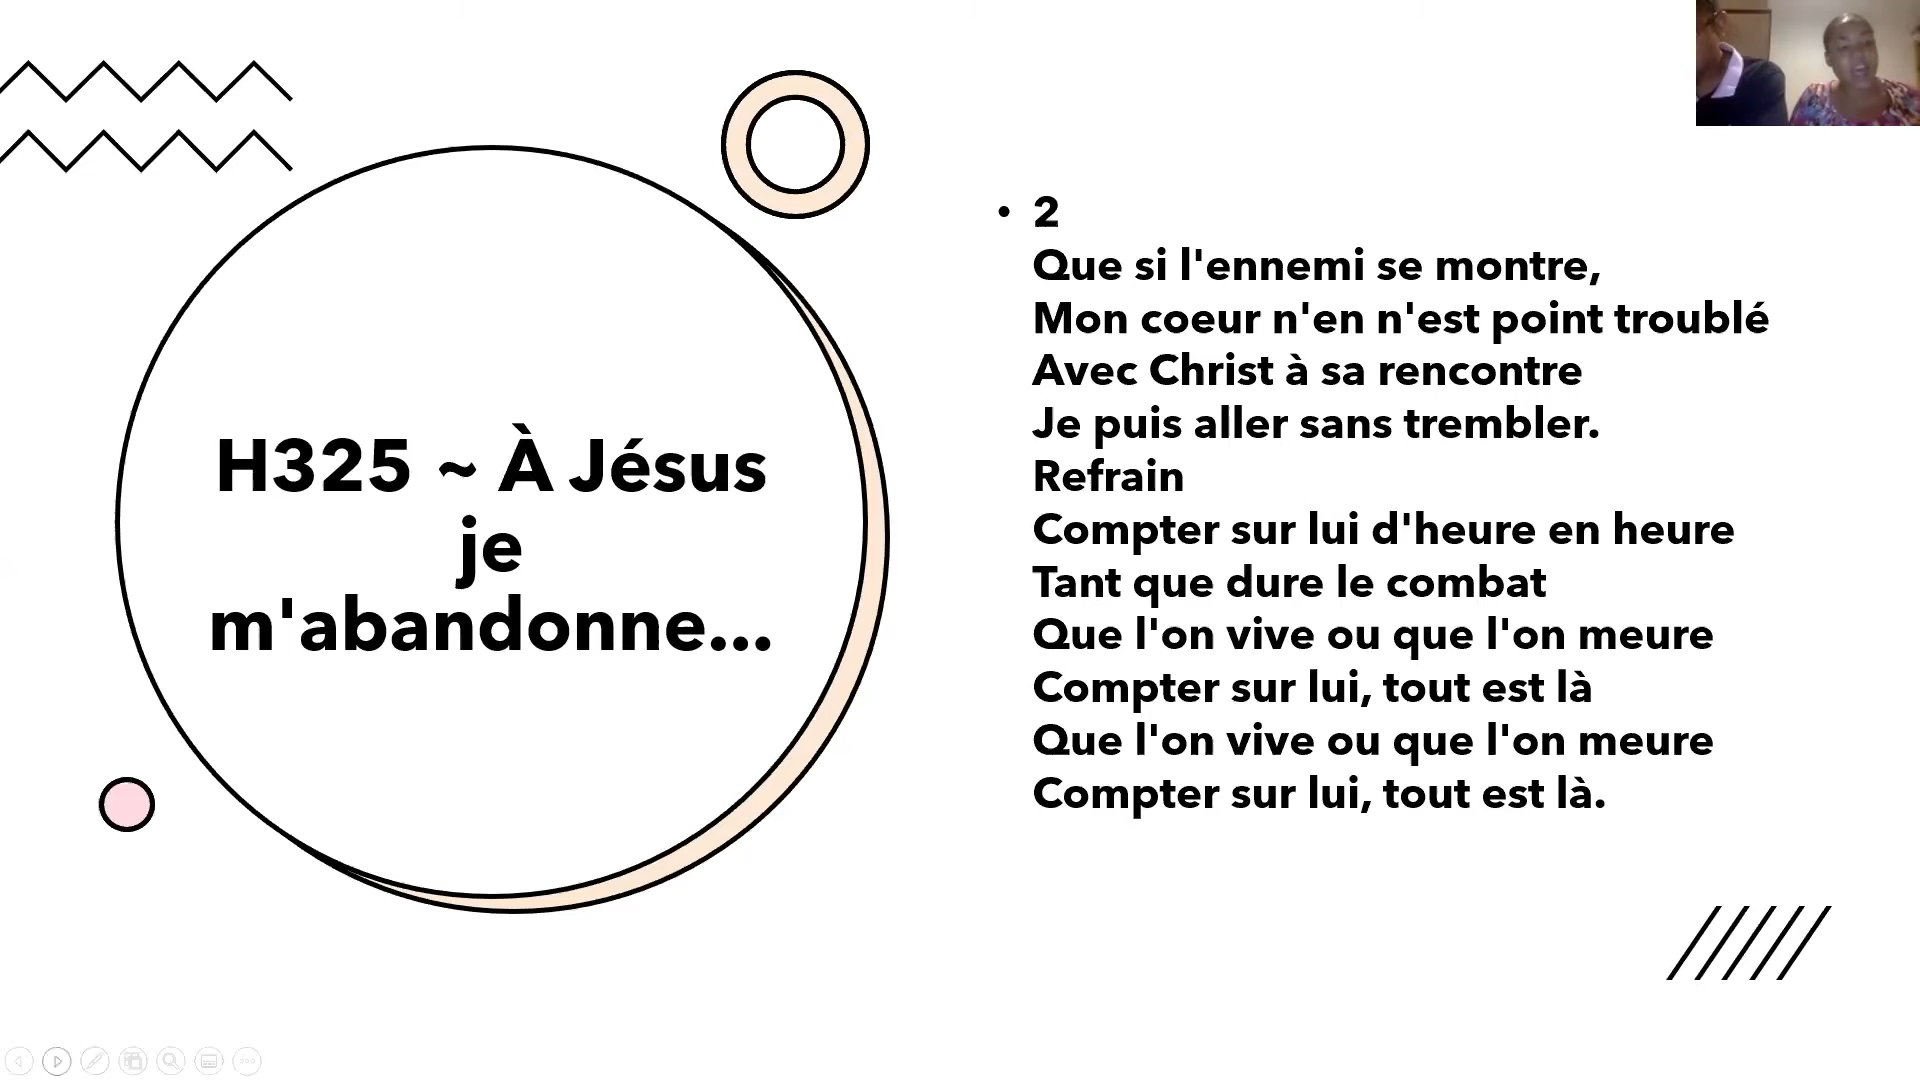 H325 ~ À Jésus
je
m'abandonne...
• 2
Que si l'ennemi se montre,
Mon coeur n'en n'est point troublé
Avec Christ à sa rencontre
Je puis aller sans trembler.
Refrain
Compter sur lui d'heure en heure
Tant que dure le combat
Que l'on vive ou que l'on meure
Compter sur lui, tout est là
Que l'on vive ou que l'on meure
Compter sur lui, tout est là.